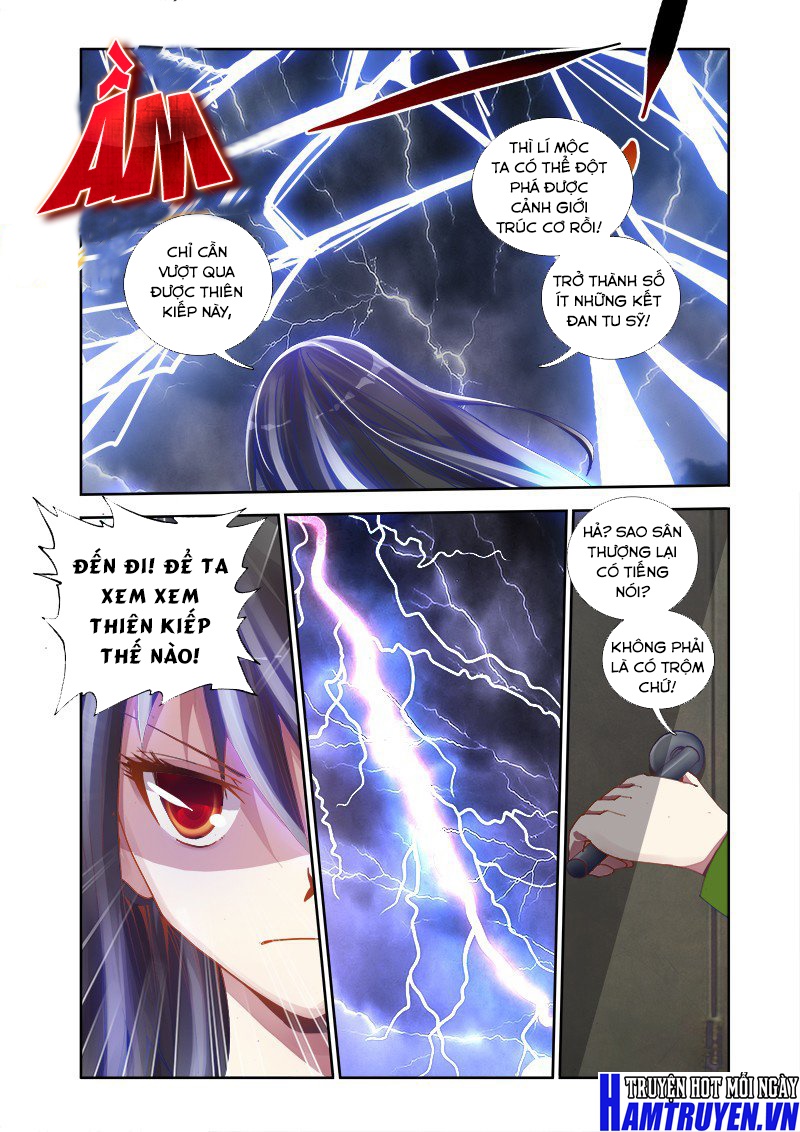 ẦM
CHỈ CẦN
VƯỢT QUA
ĐƯỢC THIÊN
KIẾP NÀY,
THÌ LÍ MỘC
TA CÓ THỂ ĐỘT
PHÁ ĐƯỢC
CẢNH GIỚI
TRÚC CƠ RỒI!
TRỞ THÀNH SỐ
ÍT NHỮNG KẾT
ĐAN TU SỸ!
ĐẾN ĐI! ĐỂ TA
XEM XEM
THIÊN KIẾP
THẾ NÀO!
HẢ? SAO SÂN
THƯỢNG LẠI
CÓ TIẾNG
NÓI?
KHÔNG PHẢI
LÀ CÓ TRỘM
CHỨ!
TRUYỆN HOT MỖI NGÀY
HAMTRUYEN.VN